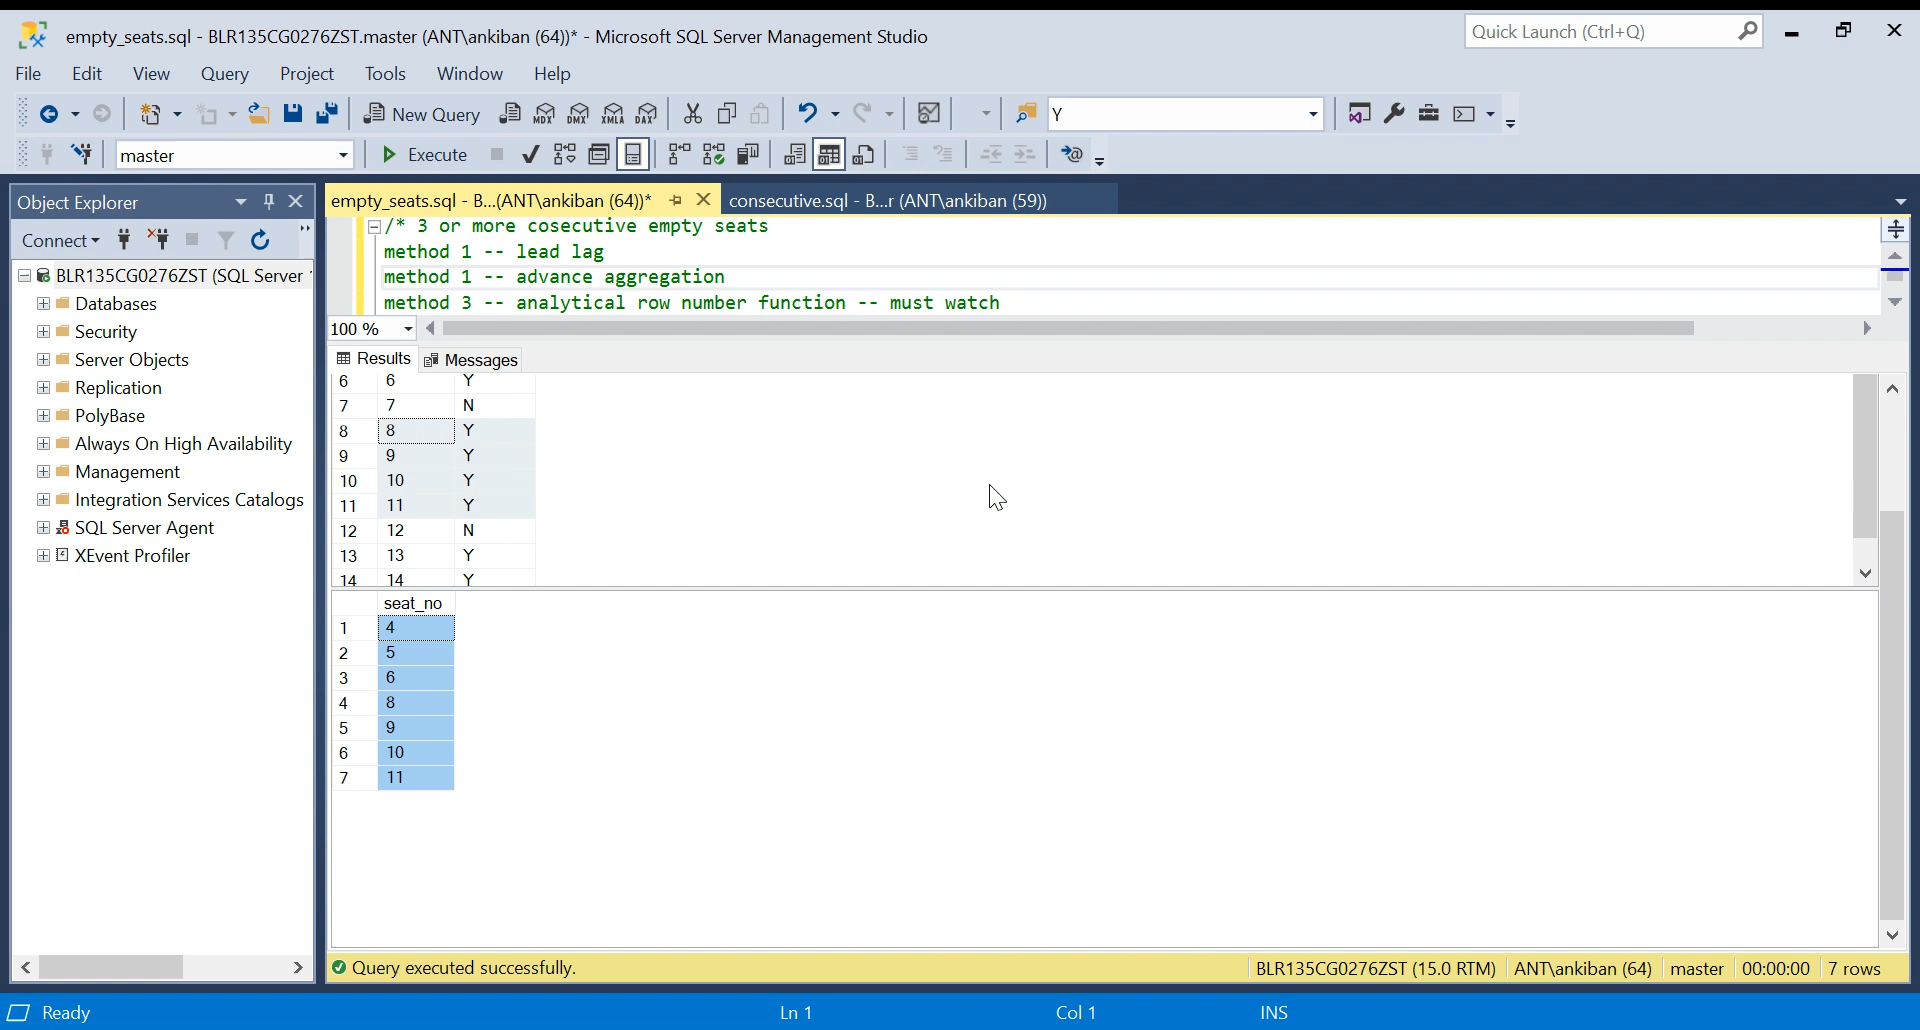 empty_seats.sql - BLR135CG0276ZST.master (ANT\ankiban (64))* - Microsoft SQL Server Management Studio
Quick Launch (Ctrl+Q)
File Edit View Query Project Tools Window Help
New Query MDX DMX XMLA DAX Y
master Execute
Object Explorer
empty_seats.sql - B...(ANT\ankiban (64))* consecutive.sql - B...r (ANT\ankiban (59))
Connect
BLR135CG0276ZST (SQL Server
Databases
Security
Server Objects
Replication
PolyBase
Always On High Availability
Management
Integration Services Catalogs
SQL Server Agent
XEvent Profiler
/* 3 or more cosecutive empty seats
method 1 -- lead lag
method 1 -- advance aggregation
method 3 -- analytical row number function -- must watch
100 %
Results Messages
6 6 Y
7 7 N
8 8 Y
9 9 Y
10 10 Y
11 11 Y
12 12 N
13 13 Y
14 14 Y
seat_no
1 4
2 5
3 6
4 8
5 9
6 10
7 11
Query executed successfully. BLR135CG0276ZST (15.0 RTM) ANT\ankiban (64) master 00:00:00 7 rows
Ready Ln 1 Col 1 INS